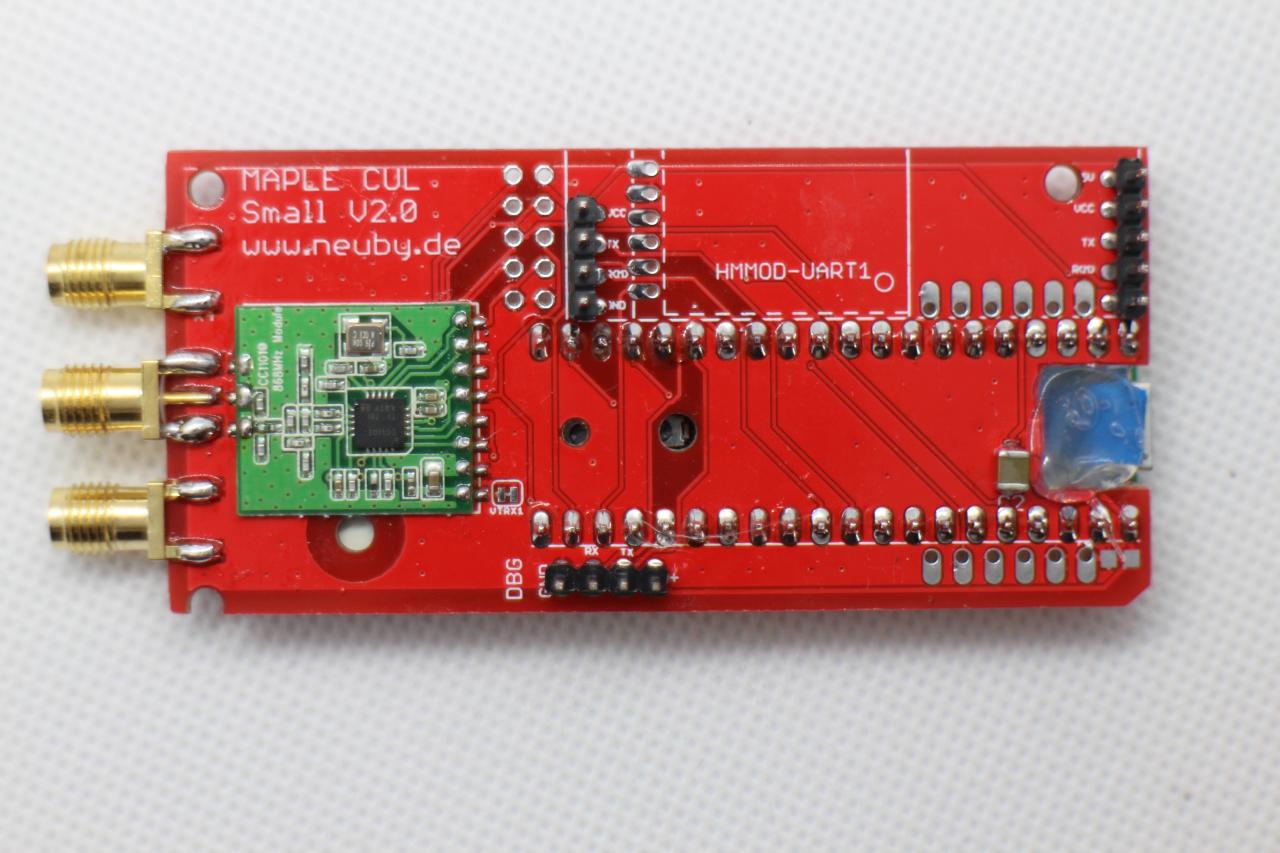 MAPLE CUL
Small V2.0
www.neuby.de
CC1101
868MHz Module
VTRX1
VCC
TX
RXD
GND
HMMOD-UART1
5V
VCC
TX
RXD
RX TX
DBG
GND
+